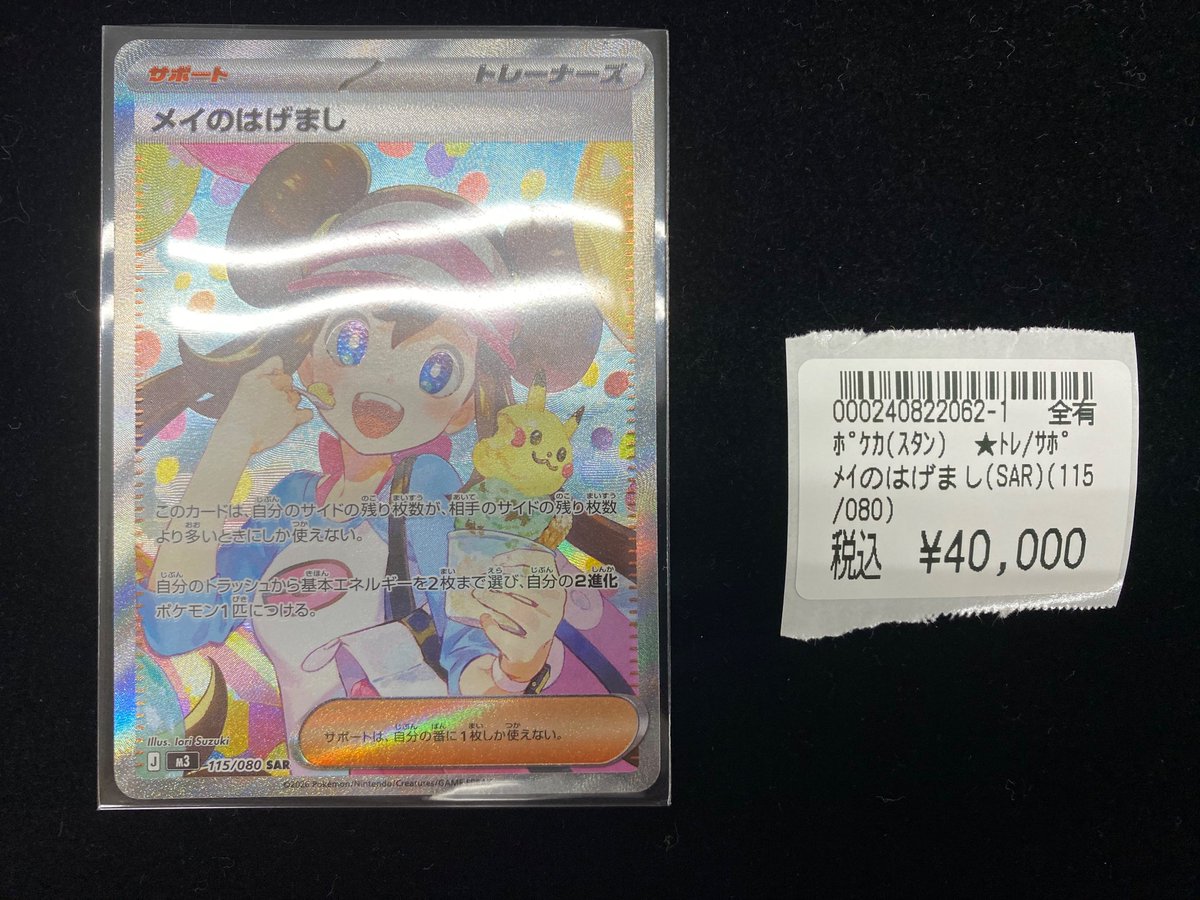 サポート
トレーナーズ
メイのはげまし
このカードは、自分のサイドの残り枚数が、相手のサイドの残り枚数
より多いときにしか使えない。
自分のトラッシュから基本エネルギーを2枚まで選び、自分の2進化
ポケモン1匹につける。
サポートは、自分の番に1枚しか使えない。
Illus. Iori Suzuki
J M3 115/080 SAR
©2026 Pokémon/Nintendo/Creatures/GAME FREAK
000240822062-1 全有
ﾎﾟｹｶ(ｽﾀﾝ) ★ﾄﾚ/ｻﾎﾟ
ﾒｲのはげまし(SAR)(115
/080)
税込 ¥40,000